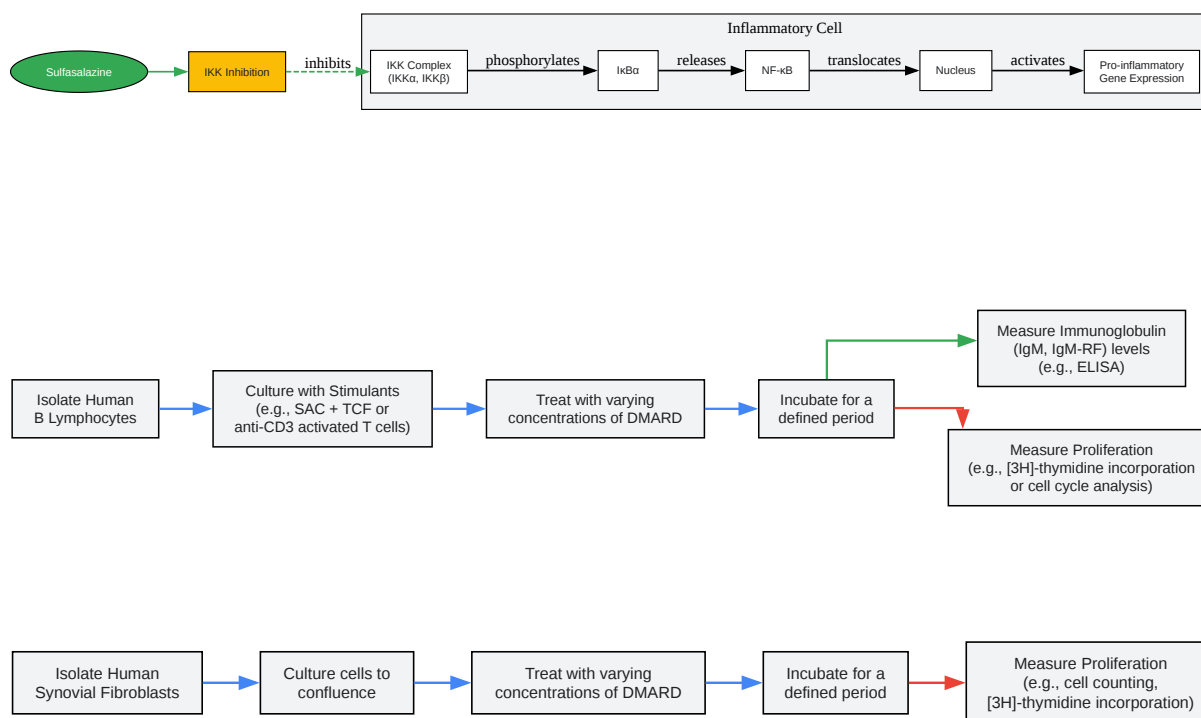 Inflammatory Cell
Sulfasalazine
IKK Inhibition
inhibits
IKK Complex
(IKKα, IKKβ)
phosphorylates
IκBα
releases
NF-κB
translocates
Nucleus
activates
Pro-inflammatory
Gene Expression
Isolate Human
B Lymphocytes
Culture with Stimulants
(e.g., SAC + TCF or
anti-CD3 activated T cells)
Treat with varying
concentrations of DMARD
Incubate for a
defined period
Measure Immunoglobulin
(IgM, IgM-RF) levels
(e.g., ELISA)
Measure Proliferation
(e.g., [3H]-thymidine incorporation
or cell cycle analysis)
Isolate Human
Synovial Fibroblasts
Culture cells to
confluence
Treat with varying
concentrations of DMARD
Incubate for a
defined period
Measure Proliferation
(e.g., cell counting,
[3H]-thymidine incorporation)